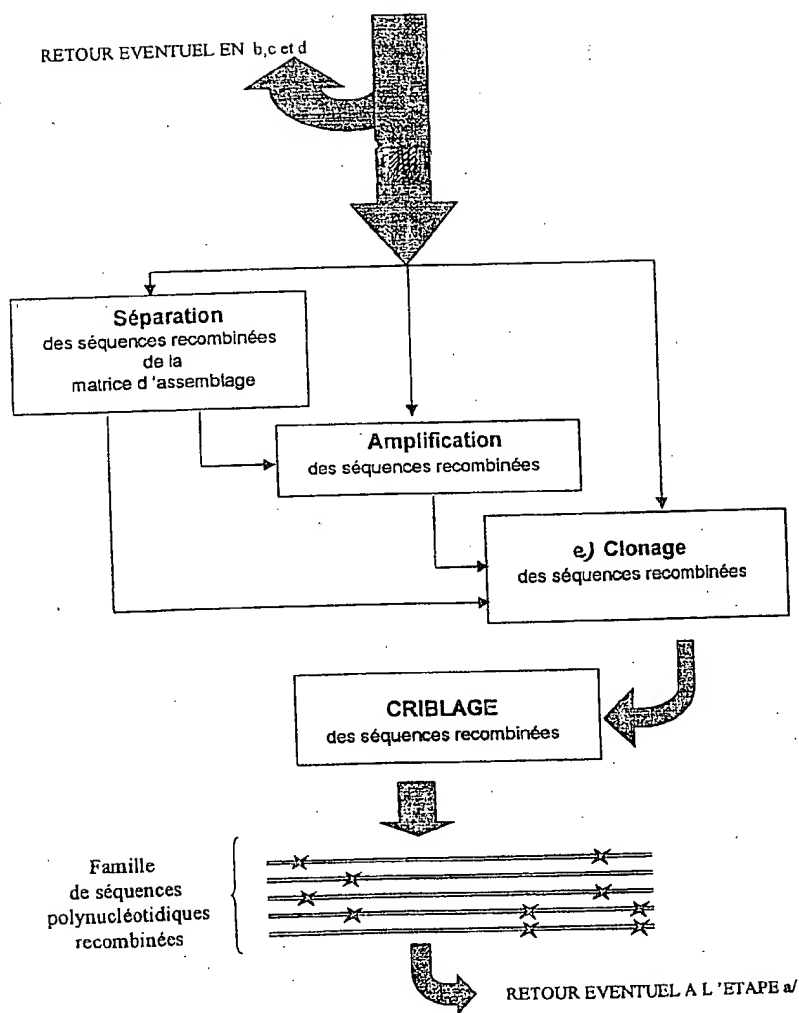 RETOUR EVENTUEL EN b,c et d
Séparation
des séquences recombinées
de la
matrice d 'assemblage
Amplification
des séquences recombinées
e) Clonage
des séquences recombinées
CRIBLAGE
des séquences recombinées
Famille
de séquences
polynucléotidiques
recombinées
RETOUR EVENTUEL A L 'ETAPE a/